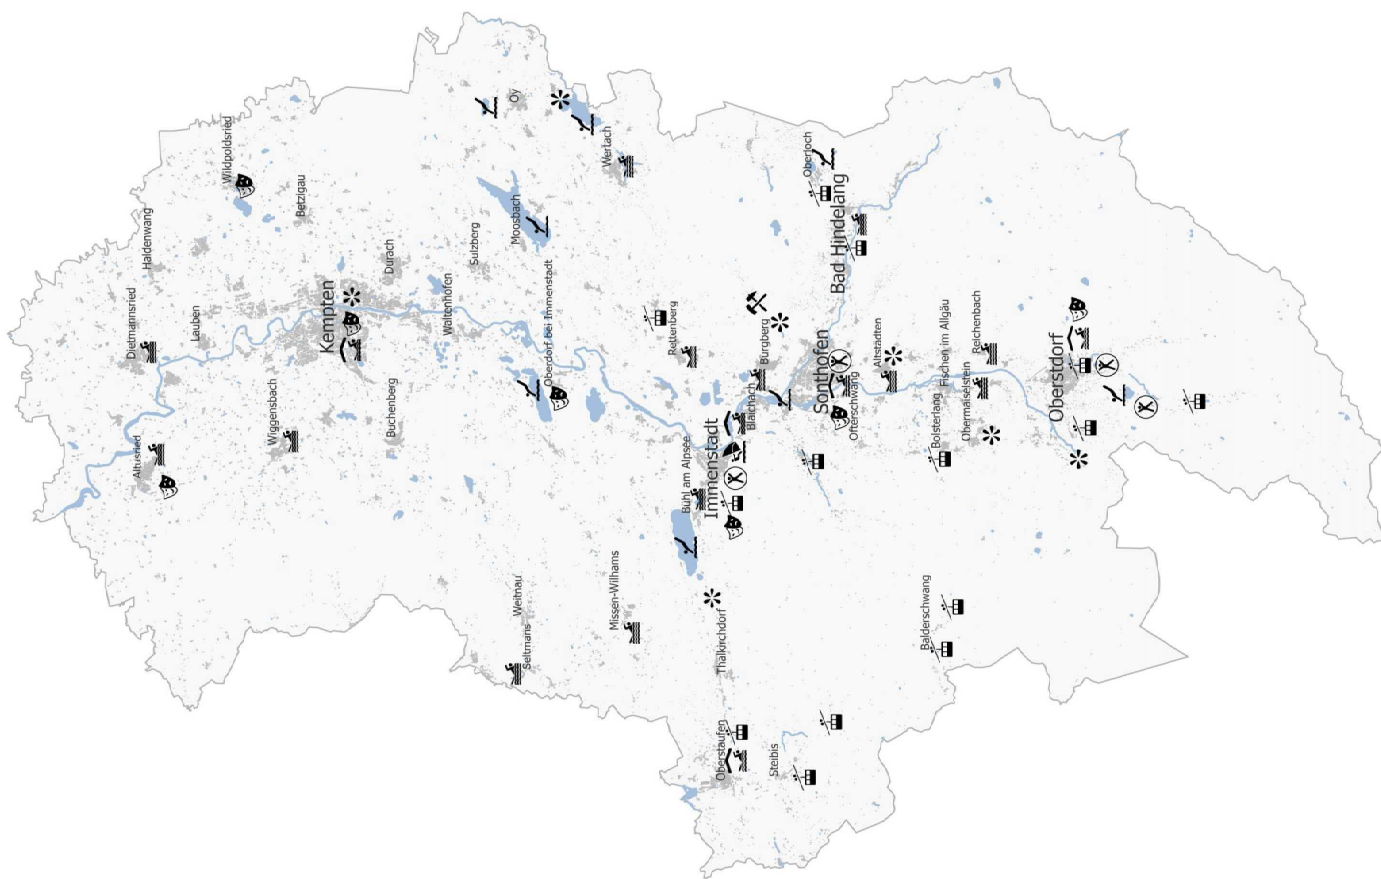 Dietmannsried
Altusried
Haldenwang
Lauben
Wildpoldsried
Wiggensbach
Betzigau
Kempten
Durach
Buchenberg
Waltenhofen
Sulzberg
Oy
Moosbach
Weitnau
Seltmans
Oberdorf bei Immenstadt
Wertach
Missen-Wilhams
Rettenberg
Bühl am Alpsee
Immenstadt
Thalkirchdorf
Oberstaufen
Blaichach
Burgberg
Steibis
Oberjoch
Sonthofen
Bad Hindelang
Ofterschwang
Altstädten
Balderschwang
Bolsterlang
Fischen im Allgäu
Obermaiselstein
Reichenbach
Oberstdorf